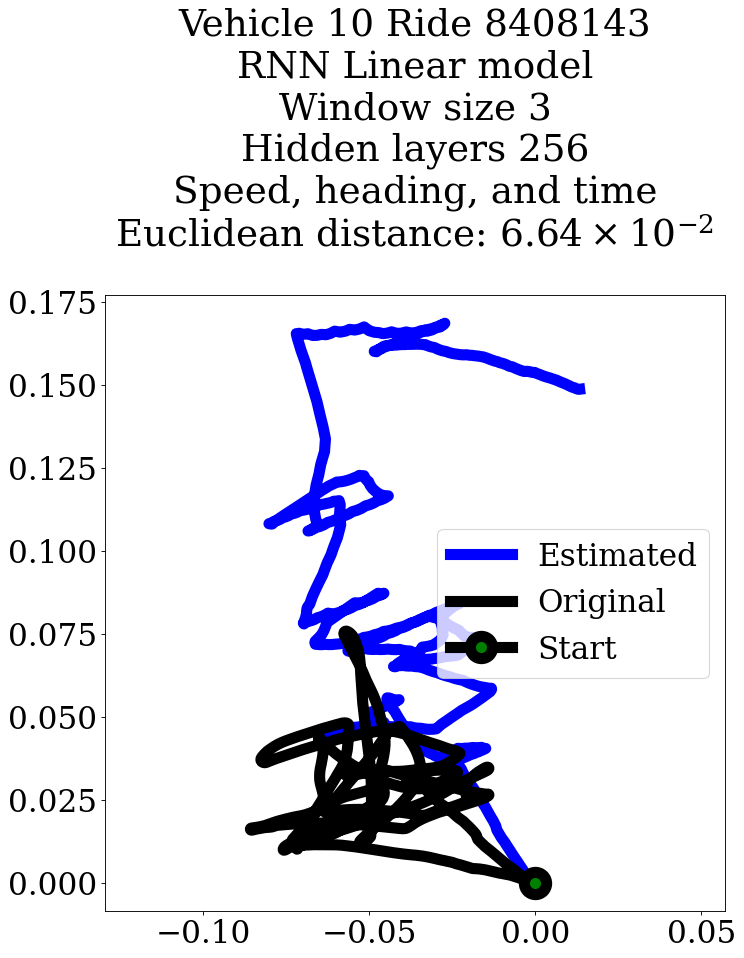 Vehicle 10 Ride 8408143
RNN Linear model
Window size 3
Hidden layers 256
Speed, heading, and time
Euclidean distance: 6.64 × 10⁻²
0.175
0.150
0.125
0.100
0.075
0.050
0.025
0.000
Estimated
Original
Start
−0.10 −0.05 0.00 0.05